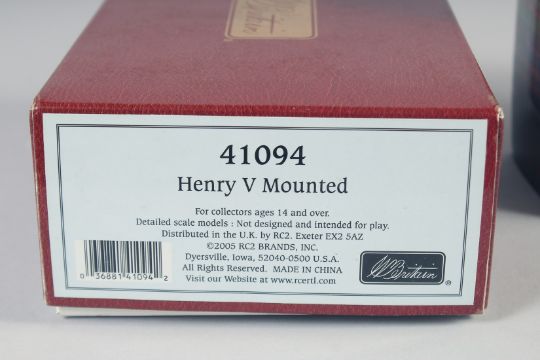 W Britain
41094
Henry V Mounted
For collectors ages 14 and over.
Detailed scale models : Not designed and intended for play.
Distributed in the U.K. by RC2. Exeter EX2 5AZ
©2005 RC2 BRANDS, INC.
Dyersville, Iowa, 52040-0500 U.S.A.
All Rights Reserved. MADE IN CHINA
Visit our Website at www.rcertl.com
0 36881 41094 2
W Britain ®